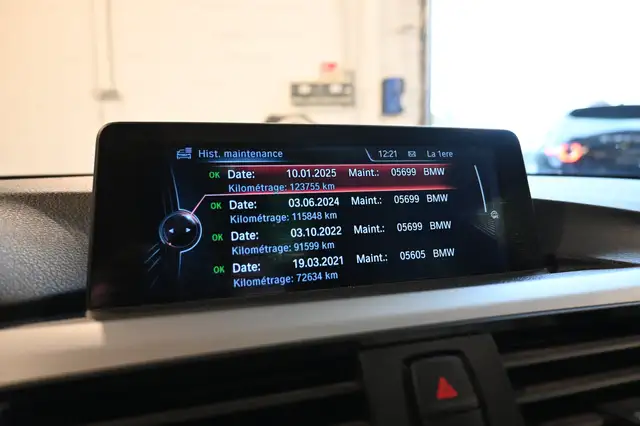 Hist. maintenance 12:21 La 1ere
OK Date: 10.01.2025 Maint.: 05699 BMW
Kilométrage: 123755 km
OK Date: 03.06.2024 Maint.: 05699 BMW
Kilométrage: 115848 km
OK Date: 03.10.2022 Maint.: 05699 BMW
Kilométrage: 91599 km
OK Date: 19.03.2021 Maint.: 05605 BMW
Kilométrage: 72634 km